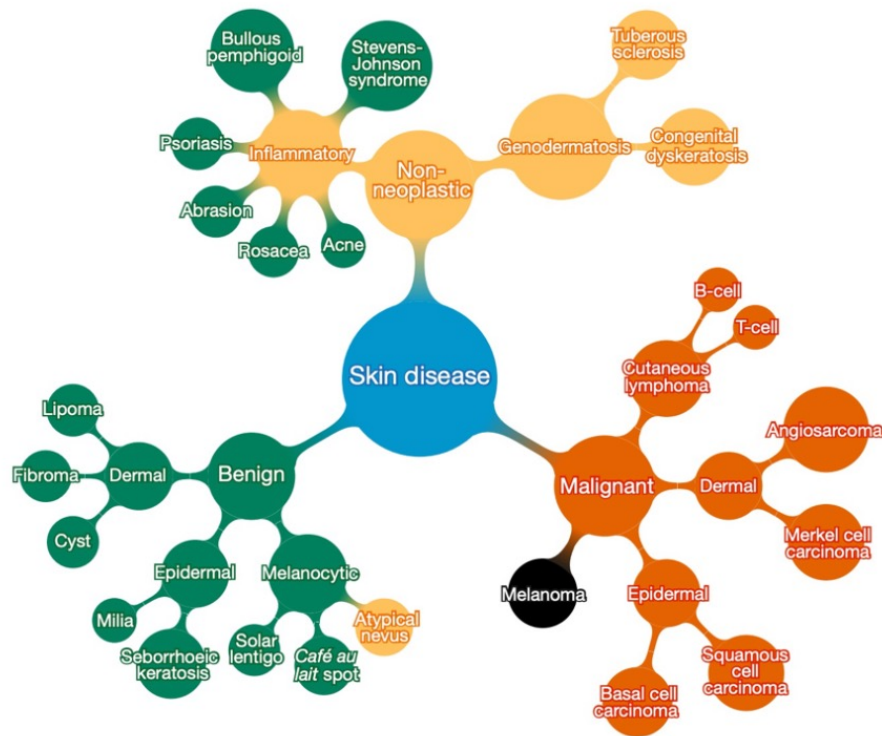 Bullous
pemphigoid
Stevens-
Johnson
syndrome
Tuberous
sclerosis
Psoriasis
Inflammatory
Non-
neoplastic
Genodermatosis
Congenital
dyskeratosis
Abrasion
Rosacea
Acne
Skin disease
B-cell
T-cell
Cutaneous
lymphoma
Lipoma
Fibroma
Dermal
Benign
Cyst
Epidermal
Melanocytic
Milia
Seborrhoeic
keratosis
Solar
lentigo
Café au
lait spot
Atypical
nevus
Malignant
Dermal
Angiosarcoma
Merkel cell
carcinoma
Melanoma
Epidermal
Basal cell
carcinoma
Squamous
cell
carcinoma